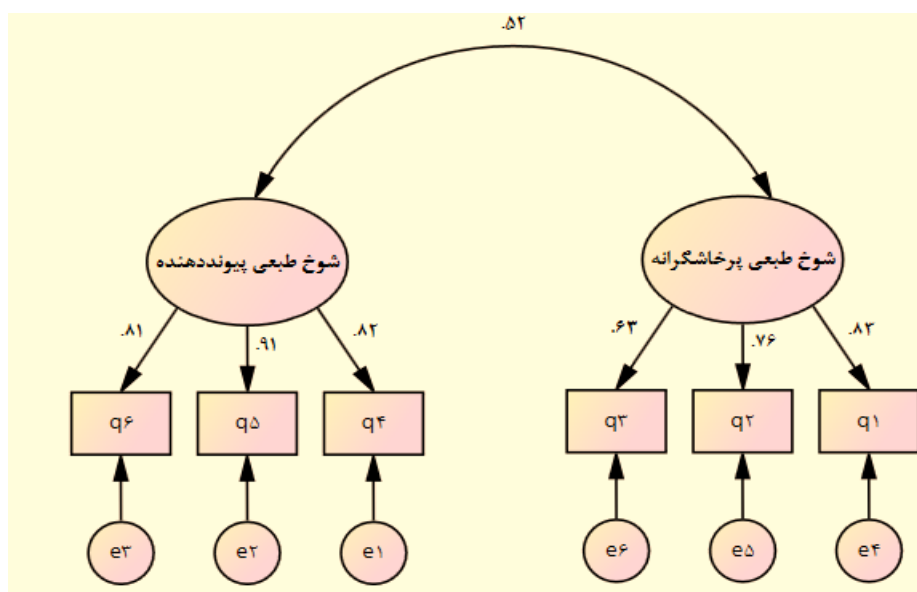 .۵۲
شوخ طبعی پرخاشگرانه
شوخ طبعی پیونددهنده
.۸۳
.۷۶
.۶۳
.۸۲
.۹۱
.۸۱
q۱
q۲
q۳
q۴
q۵
q۶
e۴
e۵
e۶
e۱
e۲
e۳